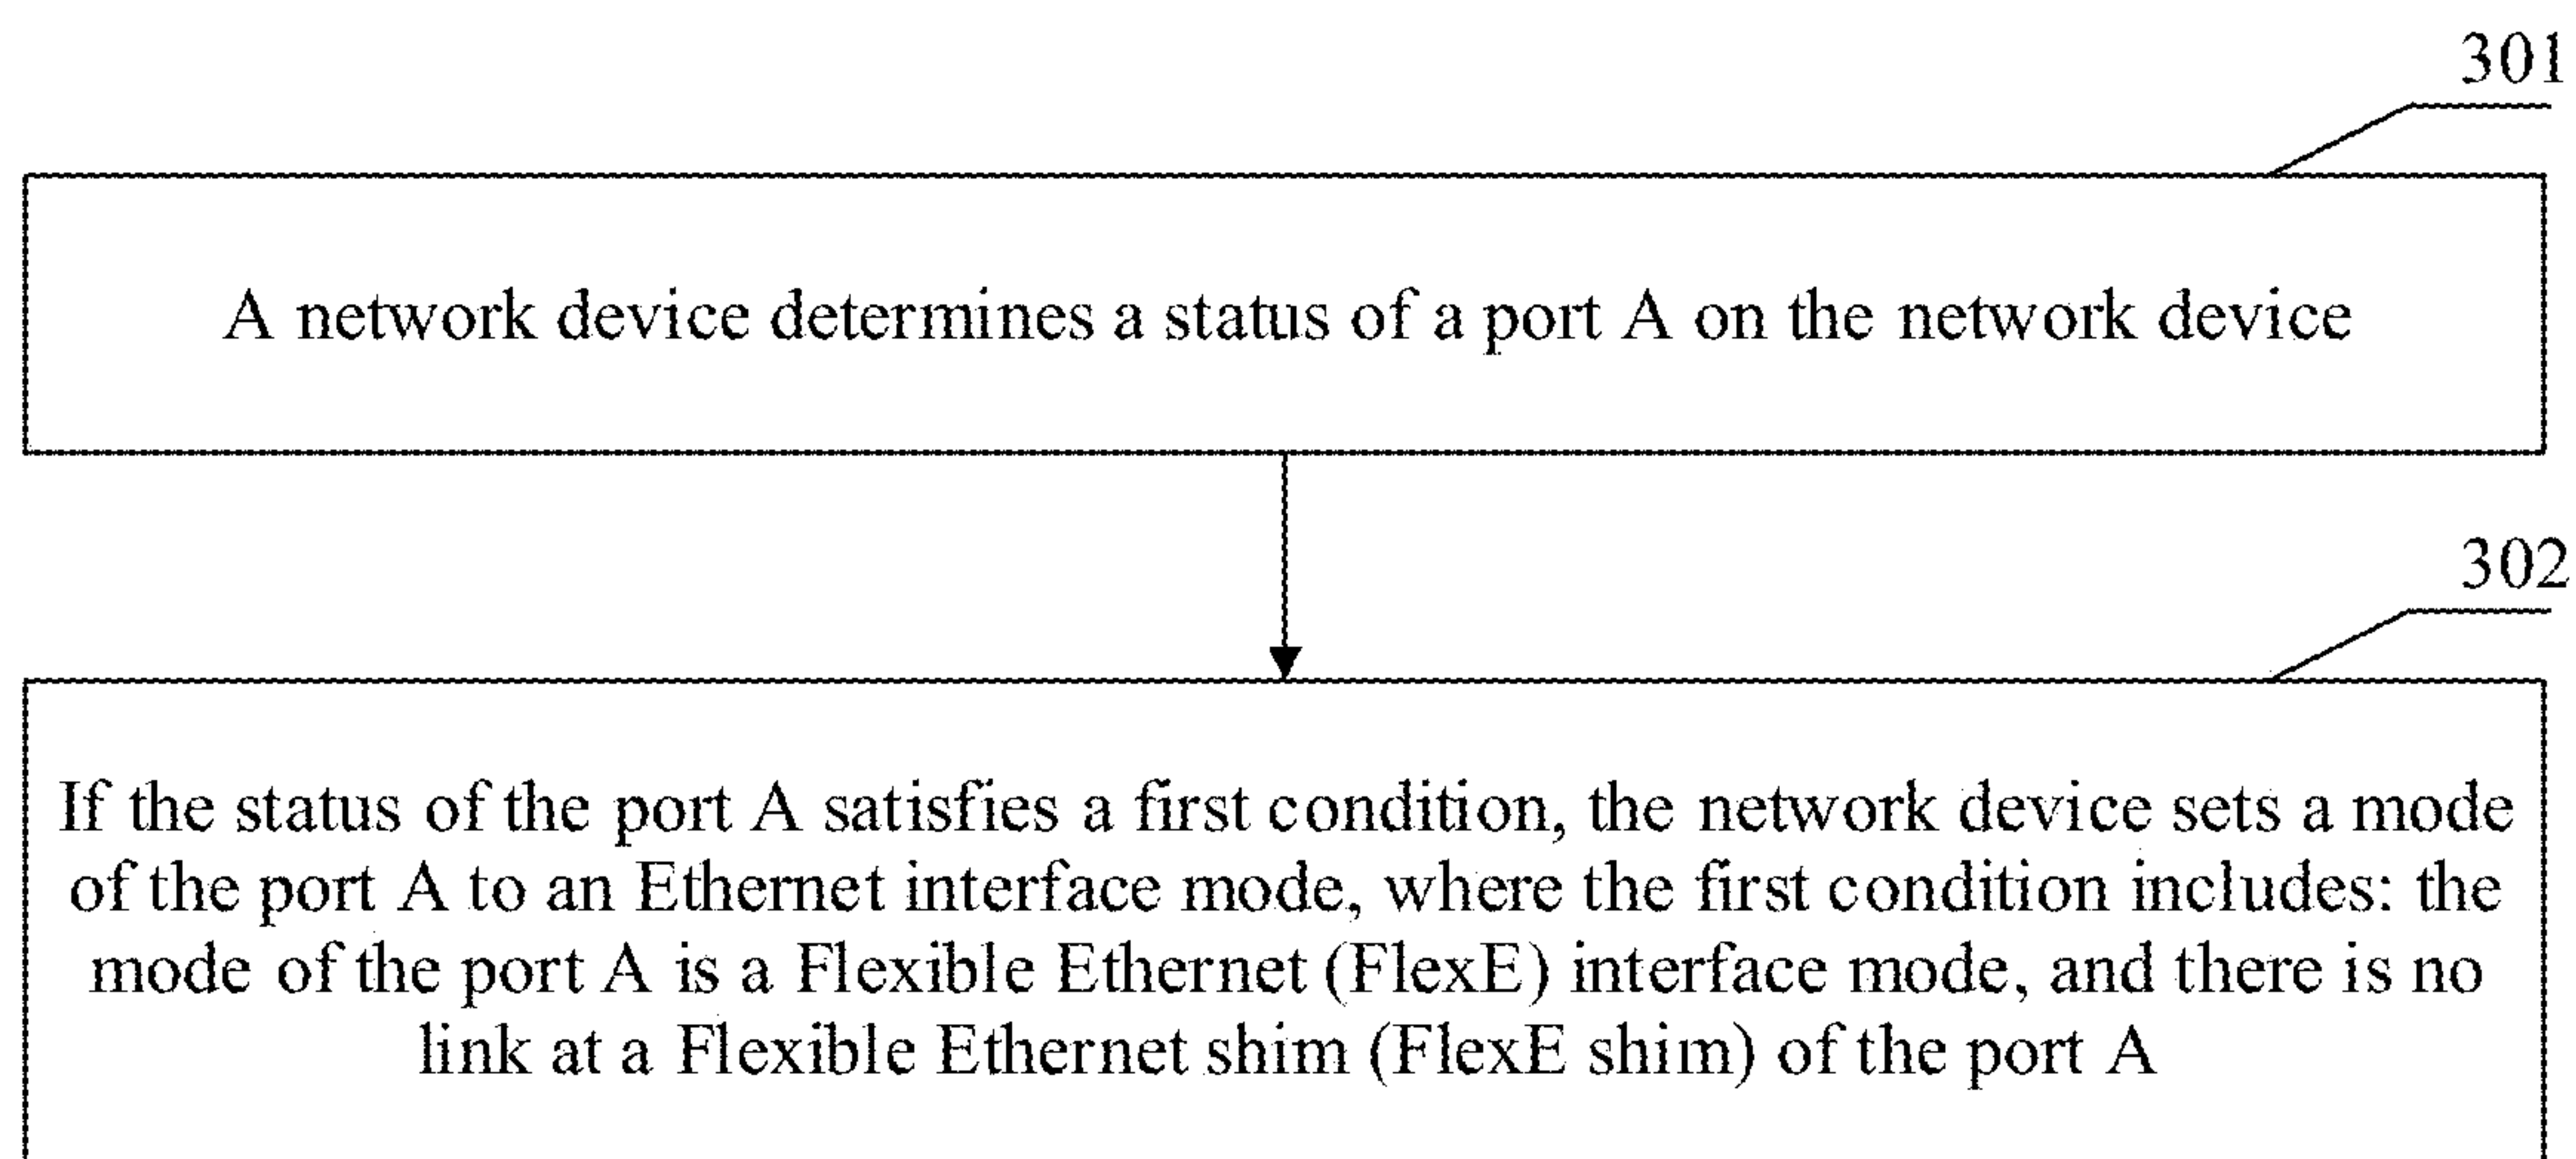 301
A network device determines a status of a port A on the network device
302
If the status of the port A satisfies a first condition, the network device sets a mode
of the port A to an Ethernet interface mode, where the first condition includes: the
mode of the port A is a Flexible Ethernet (FlexE) interface mode, and there is no
link at a Flexible Ethernet shim (FlexE shim) of the port A